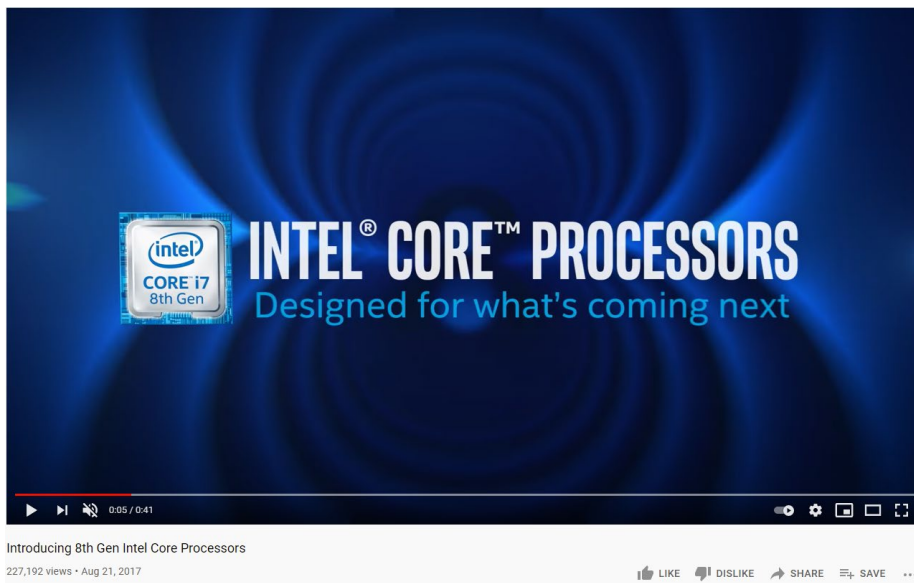 INTEL® CORE™ PROCESSORS
Designed for what's coming next
intel
CORE™ i7
8th Gen
0:05 / 0:41
Introducing 8th Gen Intel Core Processors
227,192 views • Aug 21, 2017
LIKE
DISLIKE
SHARE
SAVE